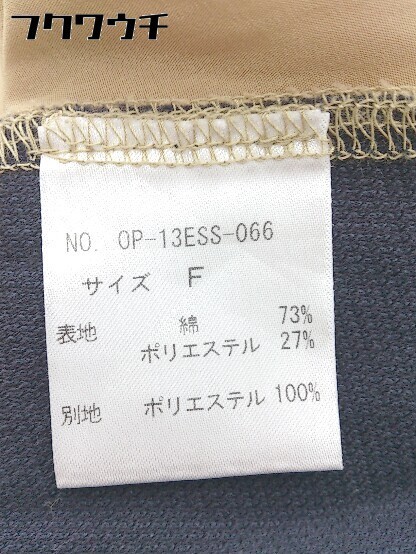 フクワウチ
NO. OP-13ESS-066
サイズ F
表地 綿 73%
ポリエステル 27%
別地 ポリエステル 100%